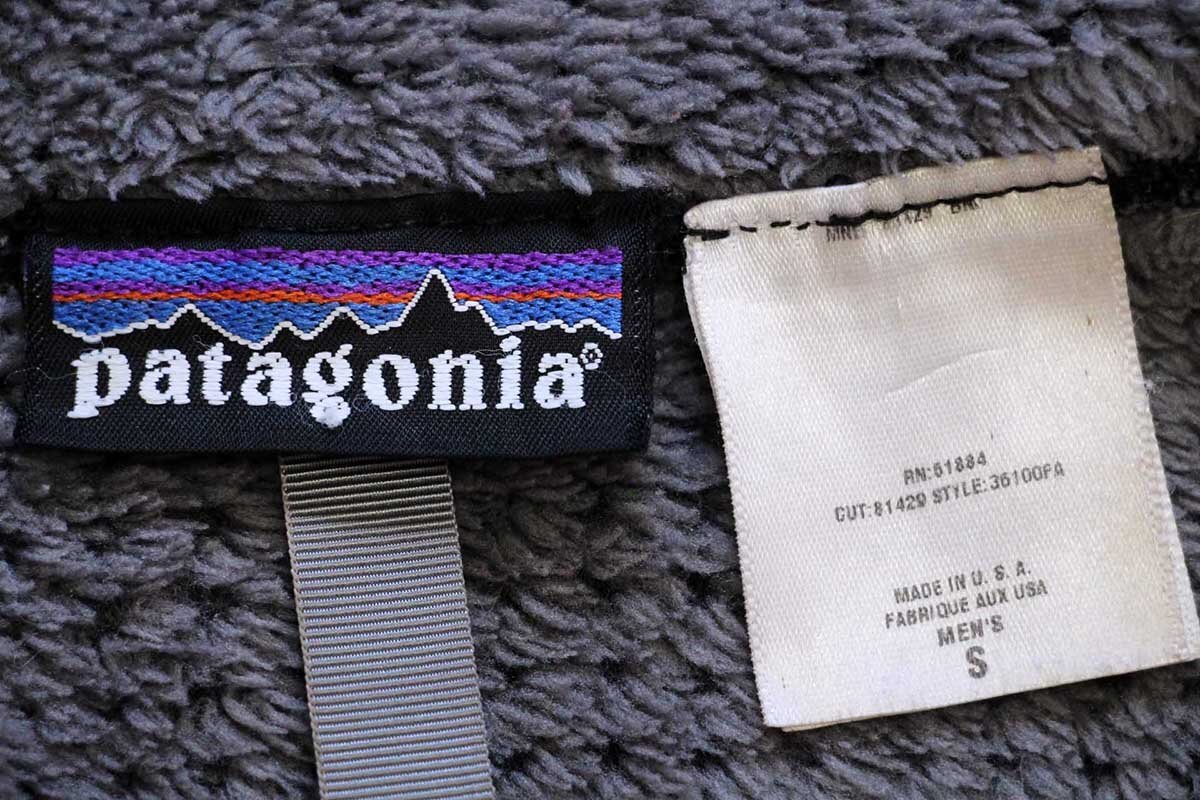 patagonia®
RN:51884
CUT:81429 STYLE:36100FA
MADE IN U. S. A.
FABRIQUE AUX USA
MEN'S
S